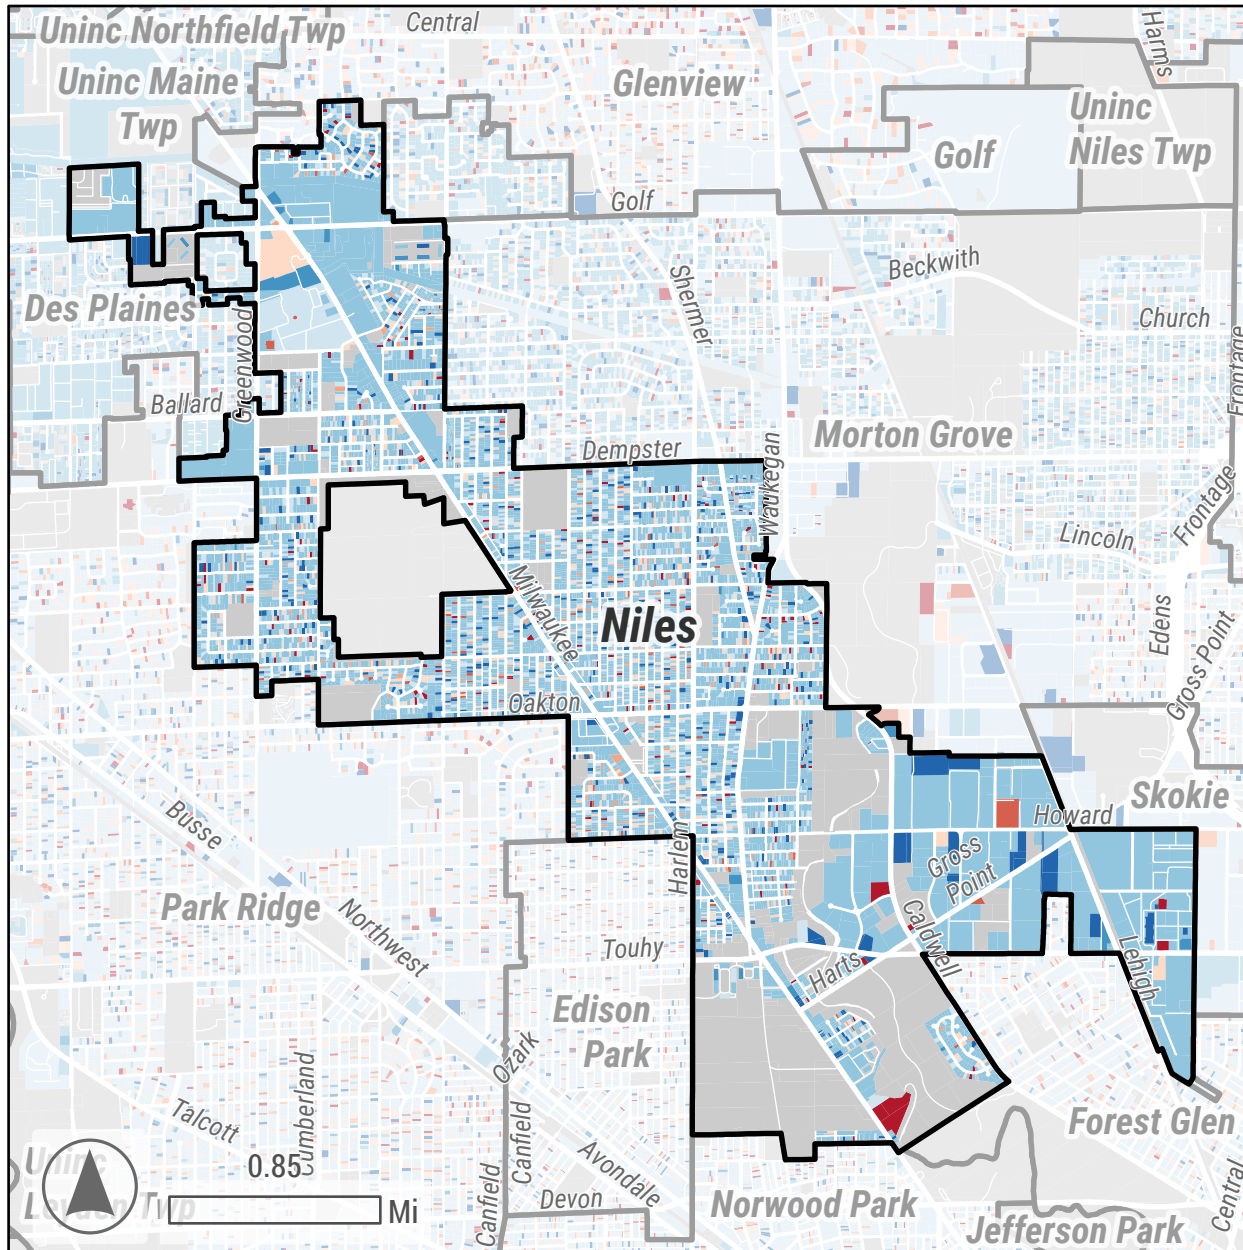 Uninc Northfield Twp
Central
Harms
Uninc Maine
Twp
Glenview
Uninc
Niles Twp
Golf
Golf
Beckwith
Shermer
Des Plaines
Church
Greenwood
Frontage
Ballard
Dempster
Waukegan
Morton Grove
Frontage
Lincoln
Milwaukee
Niles
Edens
Gross Point
Oakton
Busse
Skokie
Howard
Harlem
Gross
Point
Park Ridge
Northwest
Caldwell
Touhy
Harts
Lehigh
Edison
Park
Ozark
Cumberland
Talcott
Canfield
Forest Glen
Uninc
Leyden Twp
0.85
Mi
Avondale
Canfield
Devon
Norwood Park
Jefferson Park
Central